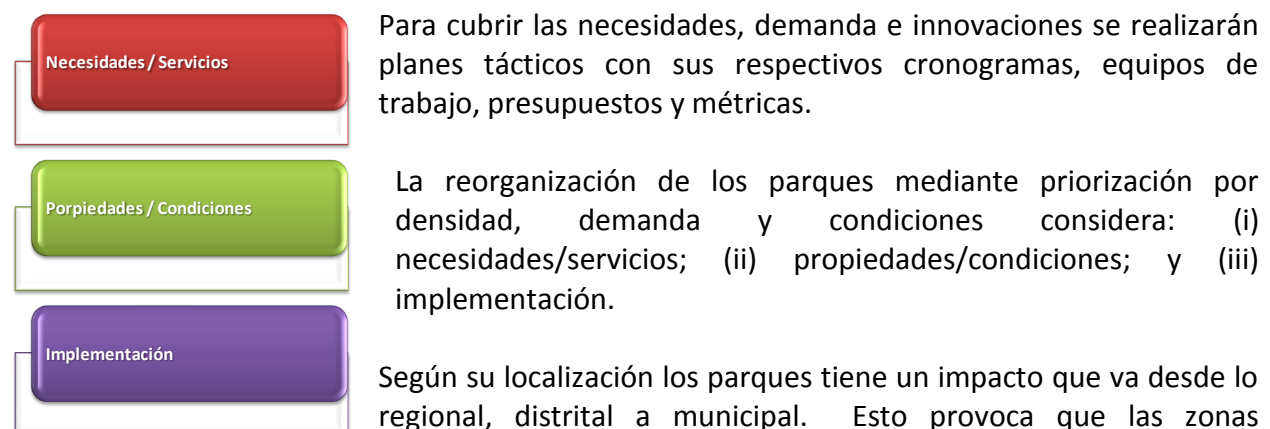 Necesidades / Servicios
Porpiedades / Condiciones
Implementación
Para cubrir las necesidades, demanda e innovaciones se realizarán
planes tácticos con sus respectivos cronogramas, equipos de
trabajo, presupuestos y métricas.
La reorganización de los parques mediante priorización por
densidad, demanda y condiciones considera: (i)
necesidades/servicios; (ii) propiedades/condiciones; y (iii)
implementación.
Según su localización los parques tiene un impacto que va desde lo
regional, distrital a municipal. Esto provoca que las zonas